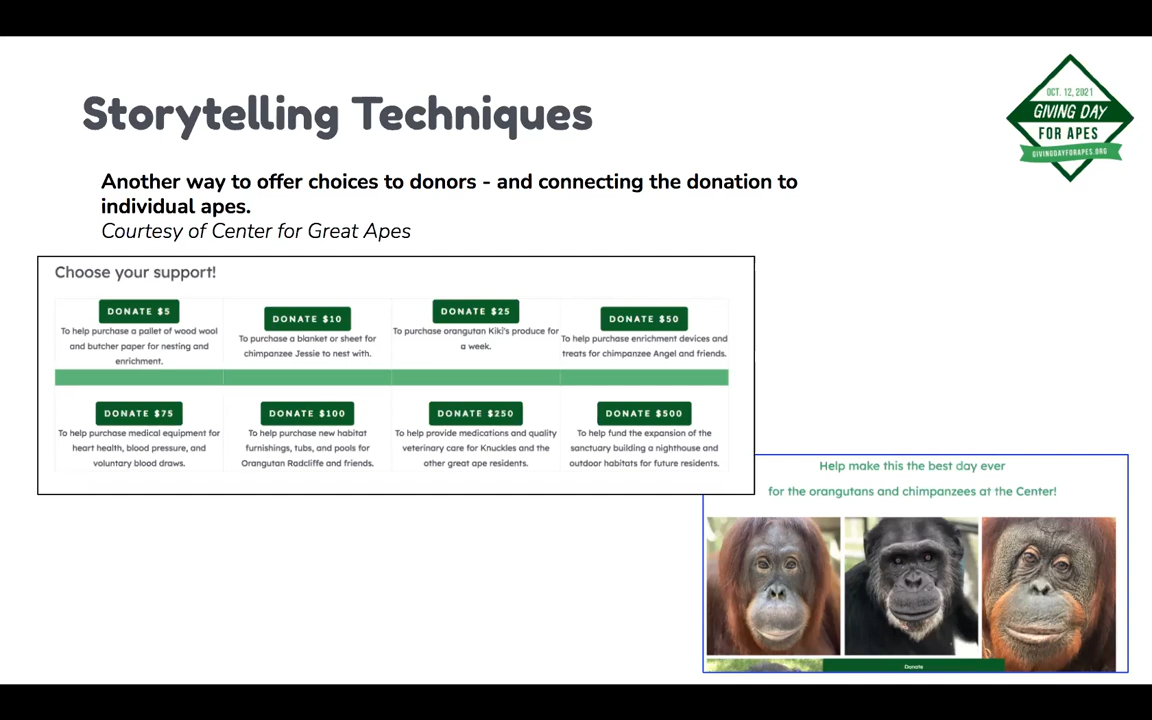 OCT. 12, 2021
GIVING DAY
FOR APES
GIVINGDAYFORAPES.ORG
Storytelling Techniques
Another way to offer choices to donors - and connecting the donation to
individual apes.
Courtesy of Center for Great Apes
Choose your support!
DONATE $5
To help purchase a pallet of wood wool
and butcher paper for nesting and
enrichment.
DONATE $10
To purchase a blanket or sheet for
chimpanzee Jessie to nest with.
DONATE $25
To purchase orangutan Kiki's produce for
a week.
DONATE $50
To help purchase enrichment devices and
treats for chimpanzee Angel and friends.
DONATE $75
To help purchase medical equipment for
heart health, blood pressure, and
voluntary blood draws.
DONATE $100
To help purchase new habitat
furnishings, tubs, and pools for
Orangutan Radcliffe and friends.
DONATE $250
To help provide medications and quality
veterinary care for Knuckles and the
other great ape residents.
DONATE $500
To help fund the expansion of the
sanctuary building a nighthouse and
outdoor habitats for future residents.
Help make this the best day ever
for the orangutans and chimpanzees at the Center!
Donate